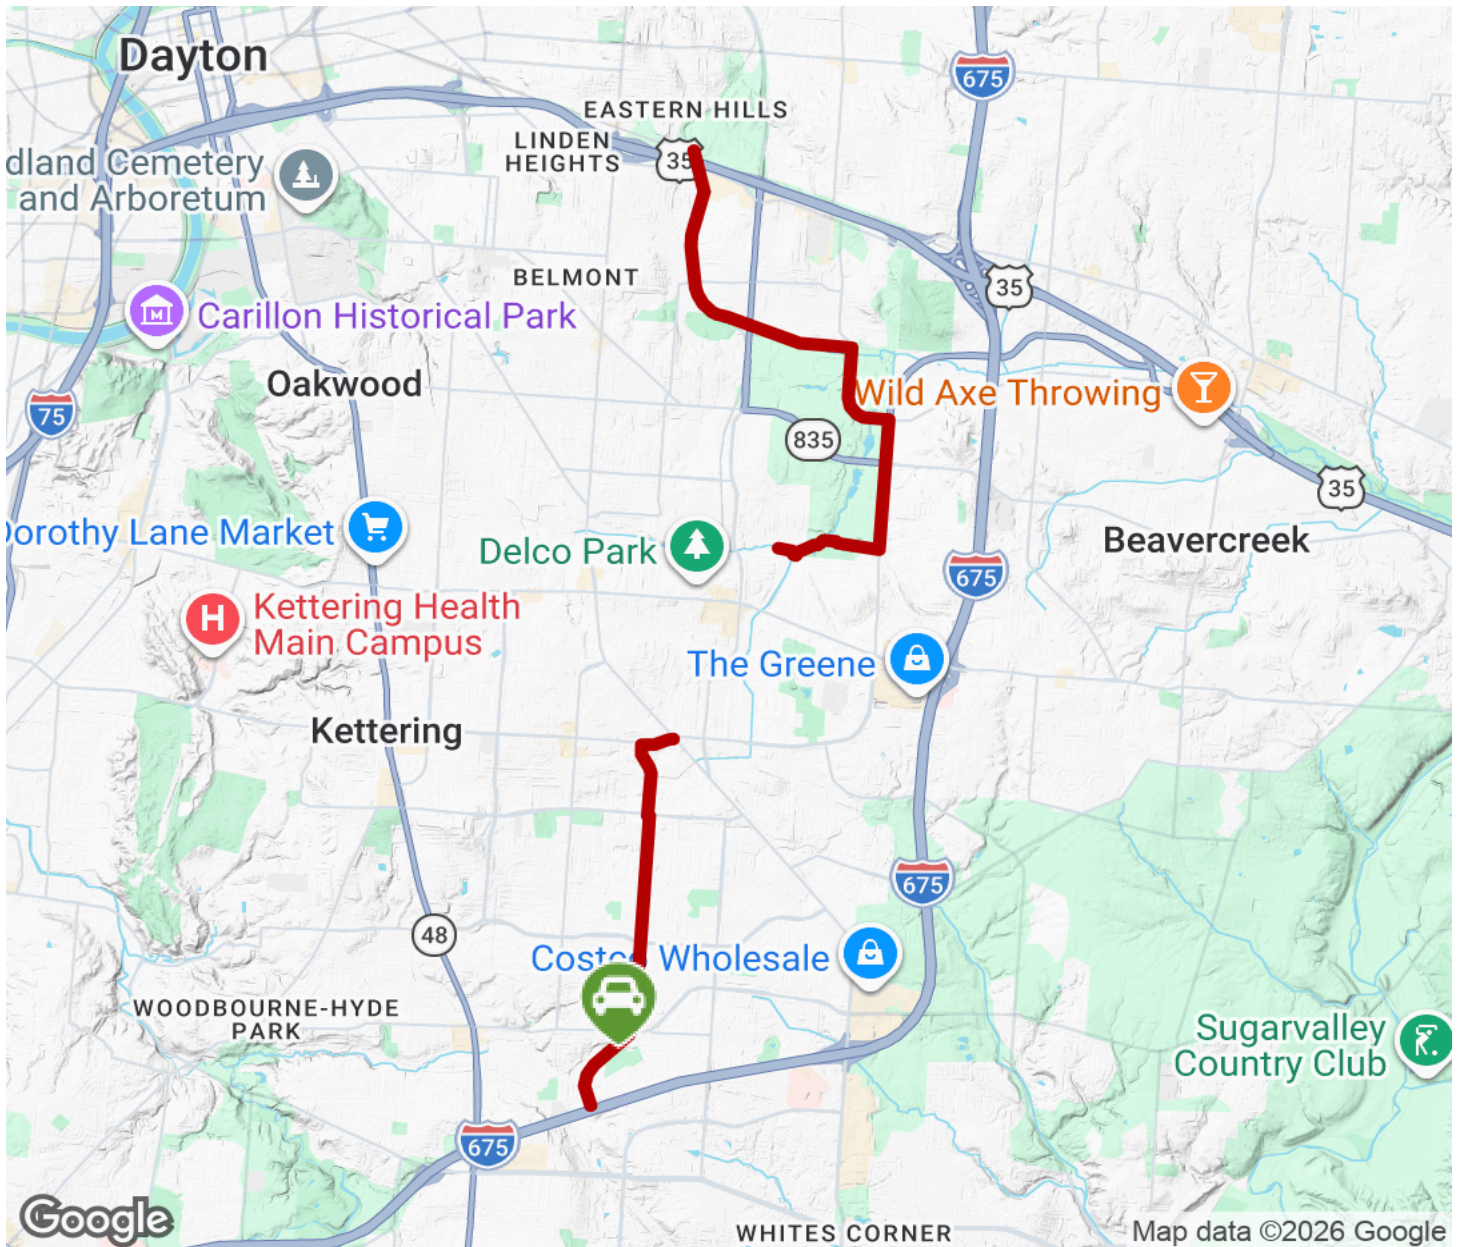 Dayton
EASTERN HILLS
LINDEN
HEIGHTS
35
675
dland Cemetery
and Arboretum
BELMONT
35
Carillon Historical Park
Oakwood
75
Wild Axe Throwing
835
35
Dorothy Lane Market
Delco Park
Beavercreek
675
H
Kettering Health
Main Campus
The Greene
Kettering
675
48
Costco Wholesale
WOODBOURNE-HYDE
PARK
Sugarvalley
Country Club
675
Google
WHITES CORNER
Map data ©2026 Google